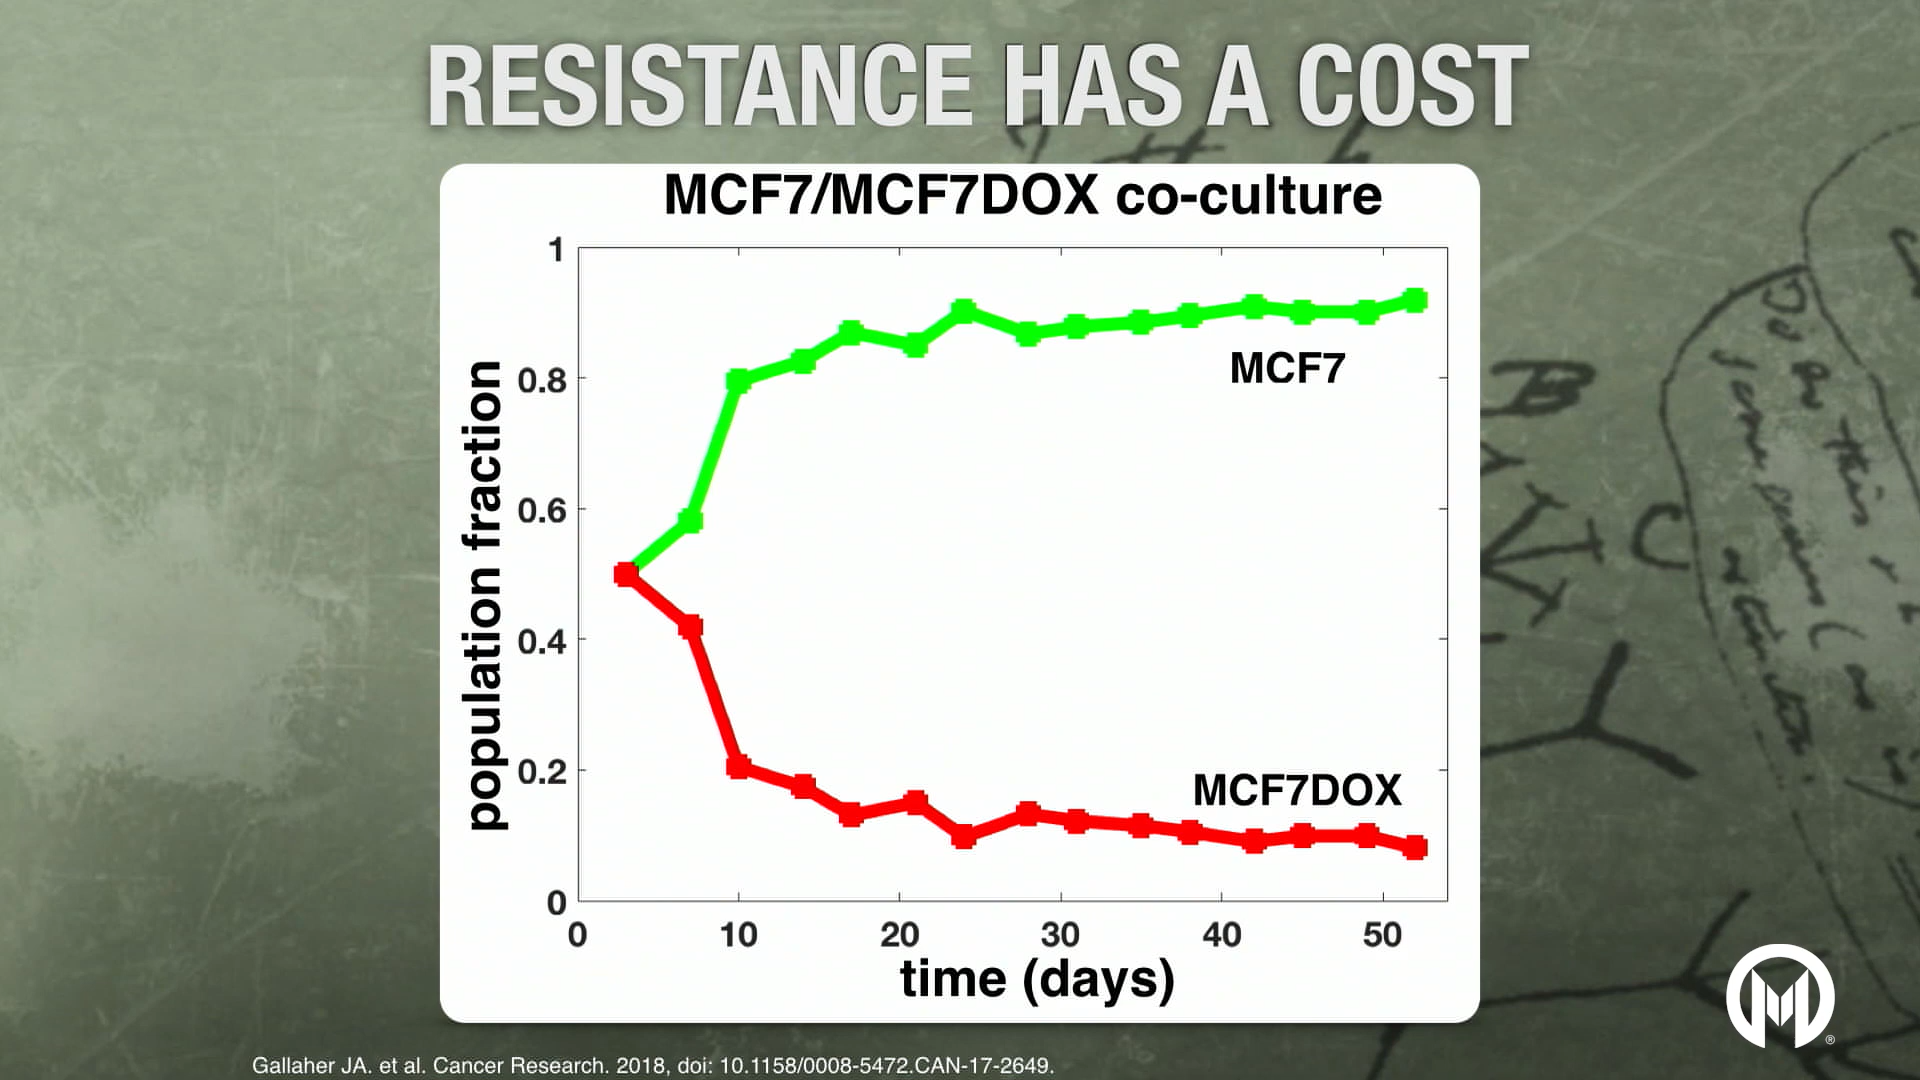 RESISTANCE HAS A COST
MCF7/MCF7DOX co-culture
1
0.8
0.6
0.4
0.2
0
population fraction
MCF7
MCF7DOX
0 10 20 30 40 50
time (days)
Gallaher JA. et al. Cancer Research. 2018, doi: 10.1158/0008-5472.CAN-17-2649.
M
®
B
C